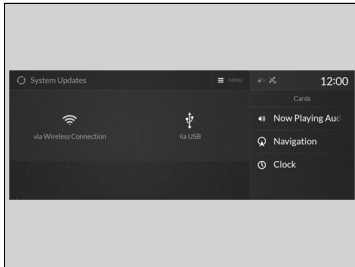 System Updates
MENU
12:00
Cards
via Wireless Connection
via USB
Now Playing Aud
Navigation
Clock